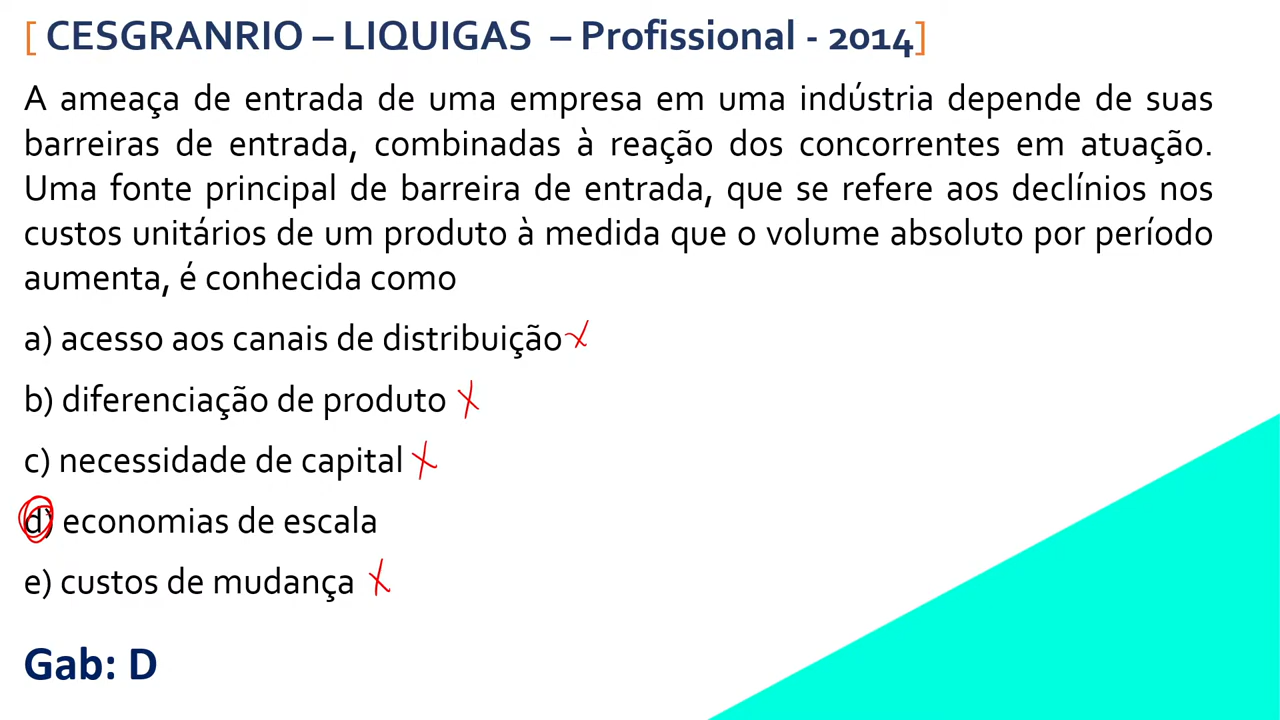 [ CESGRANRIO – LIQUIGAS – Profissional - 2014]
A ameaça de entrada de uma empresa em uma indústria depende de suas
barreiras de entrada, combinadas à reação dos concorrentes em atuação.
Uma fonte principal de barreira de entrada, que se refere aos declínios nos
custos unitários de um produto à medida que o volume absoluto por período
aumenta, é conhecida como
a) acesso aos canais de distribuição
b) diferenciação de produto
c) necessidade de capital
d) economias de escala
e) custos de mudança
Gab: D